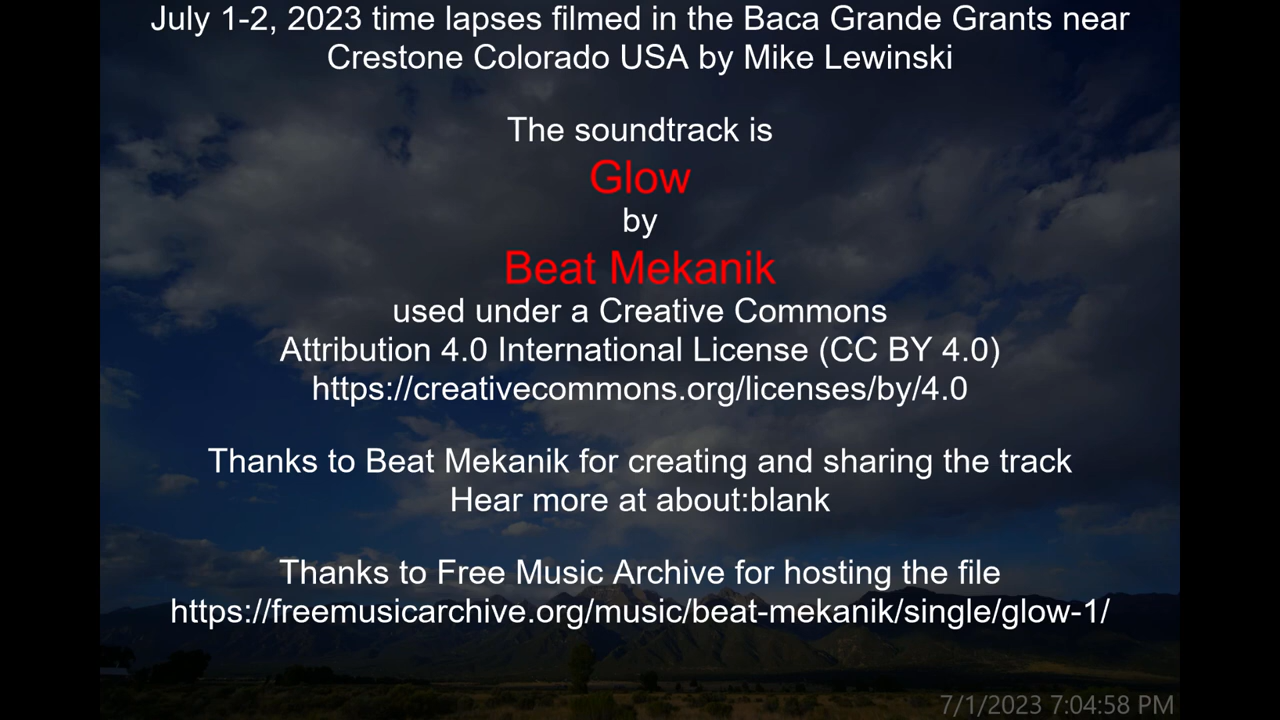 July 1-2, 2023 time lapses filmed in the Baca Grande Grants near
Crestone Colorado USA by Mike Lewinski
The soundtrack is
Glow
by
Beat Mekanik
used under a Creative Commons
Attribution 4.0 International License (CC BY 4.0)
https://creativecommons.org/licenses/by/4.0
Thanks to Beat Mekanik for creating and sharing the track
Hear more at about:blank
Thanks to Free Music Archive for hosting the file
https://freemusicarchive.org/music/beat-mekanik/single/glow-1/
7/1/2023 7:04:58 PM